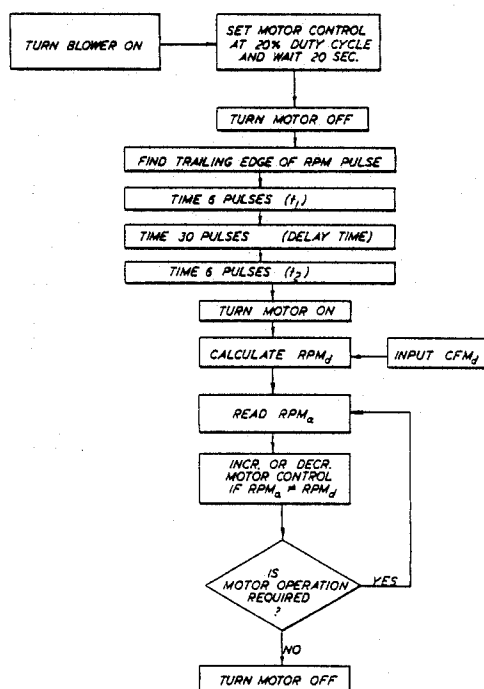 TURN BLOWER ON
SET MOTOR CONTROL
AT 20% DUTY CYCLE
AND WAIT 20 SEC.
TURN MOTOR OFF
FIND TRAILING EDGE OF RPM PULSE
TIME 6 PULSES (t₁)
TIME 30 PULSES (DELAY TIME)
TIME 6 PULSES (t₂)
TURN MOTOR ON
CALCULATE RPMd
INPUT CFMd
READ RPMa
INCR. OR DECR.
MOTOR CONTROL
IF RPMa ≠ RPMd
IS
MOTOR OPERATION
REQUIRED
?
YES
NO
TURN MOTOR OFF